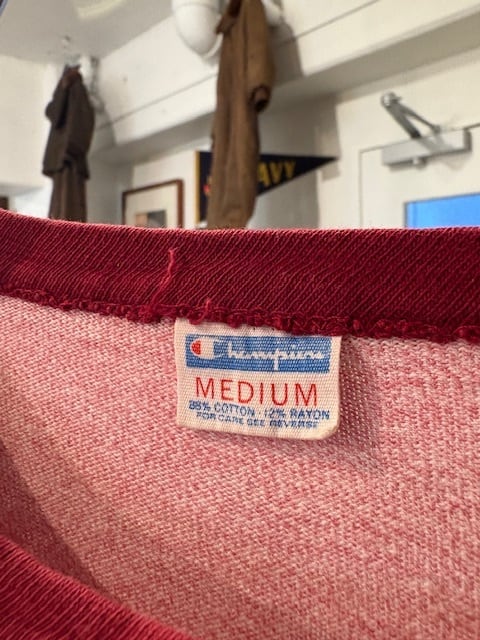 AVY
Champion
MEDIUM
88% COTTON · 12% RAYON
FOR CARE SEE REVERSE